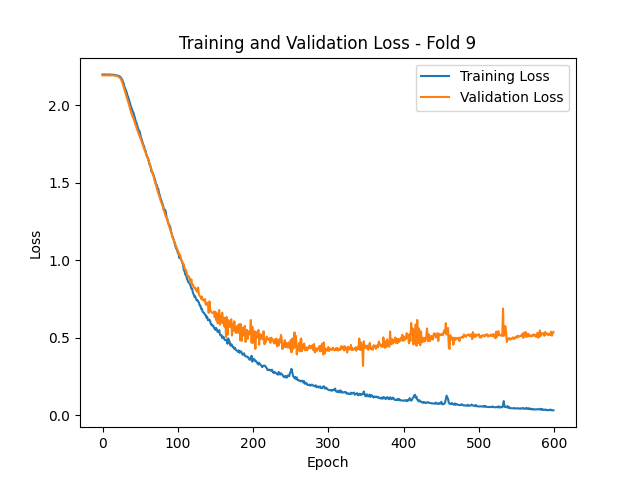 Training and Validation Loss - Fold 9
Training Loss
Validation Loss
Loss
2.0
1.5
1.0
0.5
0.0
0 100 200 300 400 500 600
Epoch